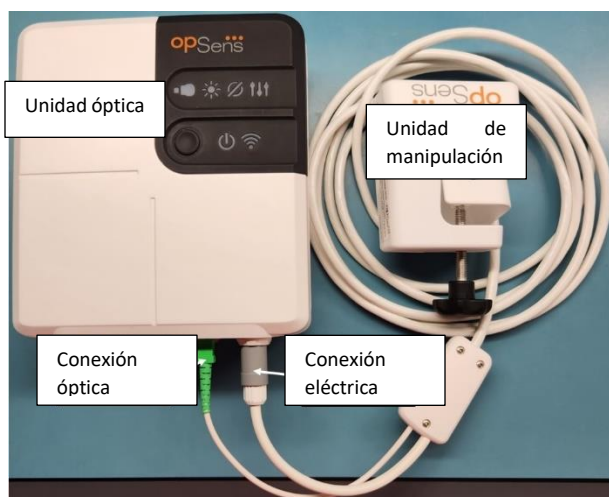 opSens
opSens
Unidad óptica
Unidad de
manipulación
Conexión
óptica
Conexión
eléctrica